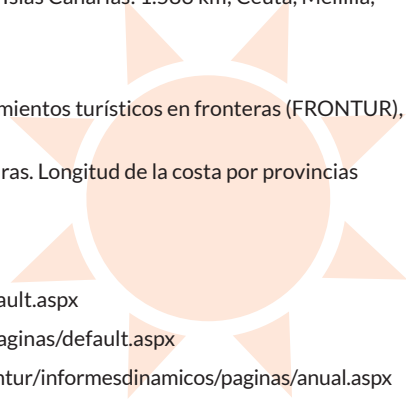 Islas Canarias: 1.583 km, Ceuta, Melilla,
mientos turísticos en fronteras (FRONTUR),
ras. Longitud de la costa por provincias
ault.aspx
aginas/default.aspx
ntur/informesdinamicos/paginas/anual.aspx